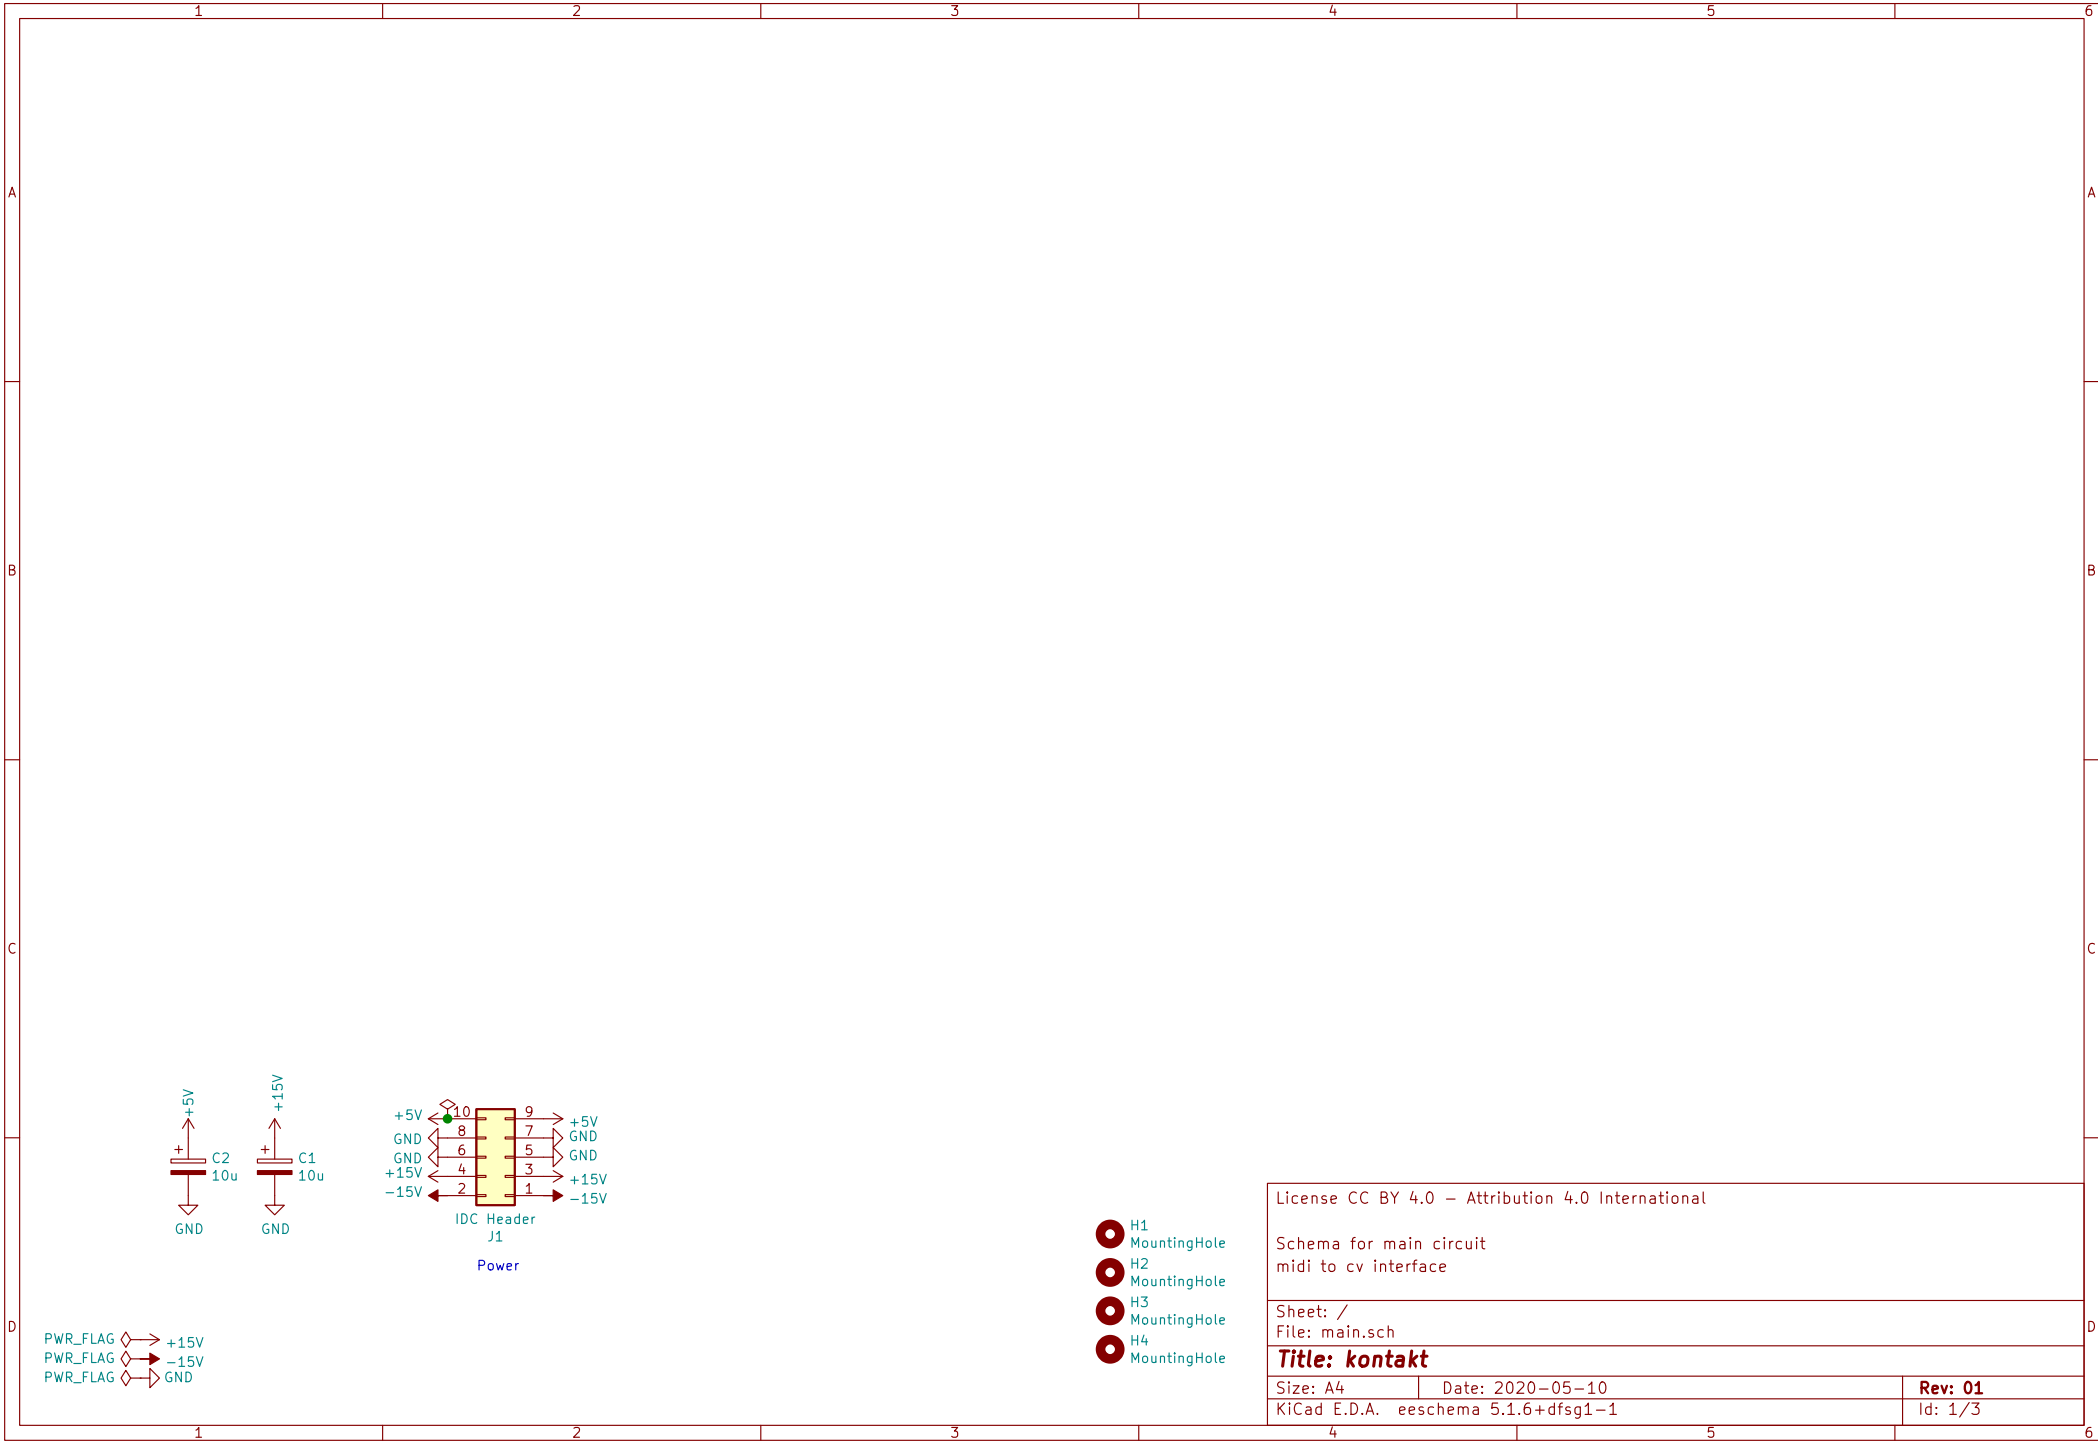 1 2 3 4 5 6
A A
B B
C C
D D
+5V
+
C2
10u
GND
+15V
+
C1
10u
GND
+5V 10 9 +5V
GND 8 7 GND
GND 6 5 GND
+15V 4 3 +15V
-15V 2 1 -15V
IDC Header
J1
Power
PWR_FLAG +15V
PWR_FLAG -15V
PWR_FLAG GND
H1
MountingHole
H2
MountingHole
H3
MountingHole
H4
MountingHole
License CC BY 4.0 - Attribution 4.0 International
Schema for main circuit
midi to cv interface
Sheet: /
File: main.sch
Title: kontakt
Size: A4 Date: 2020-05-10 Rev: 01
KiCad E.D.A. eeschema 5.1.6+dfsg1-1 Id: 1/3
1 2 3 4 5 6